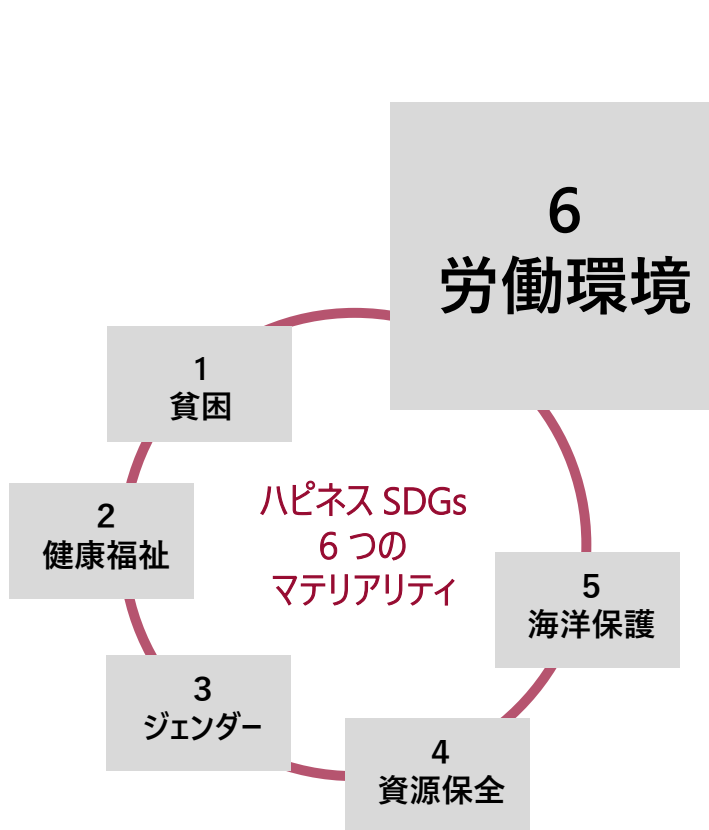 6
労働環境
1
貧困
2
健康福祉
ハピネス SDGs
6 つの
マテリアリティ
5
海洋保護
3
ジェンダー
4
資源保全